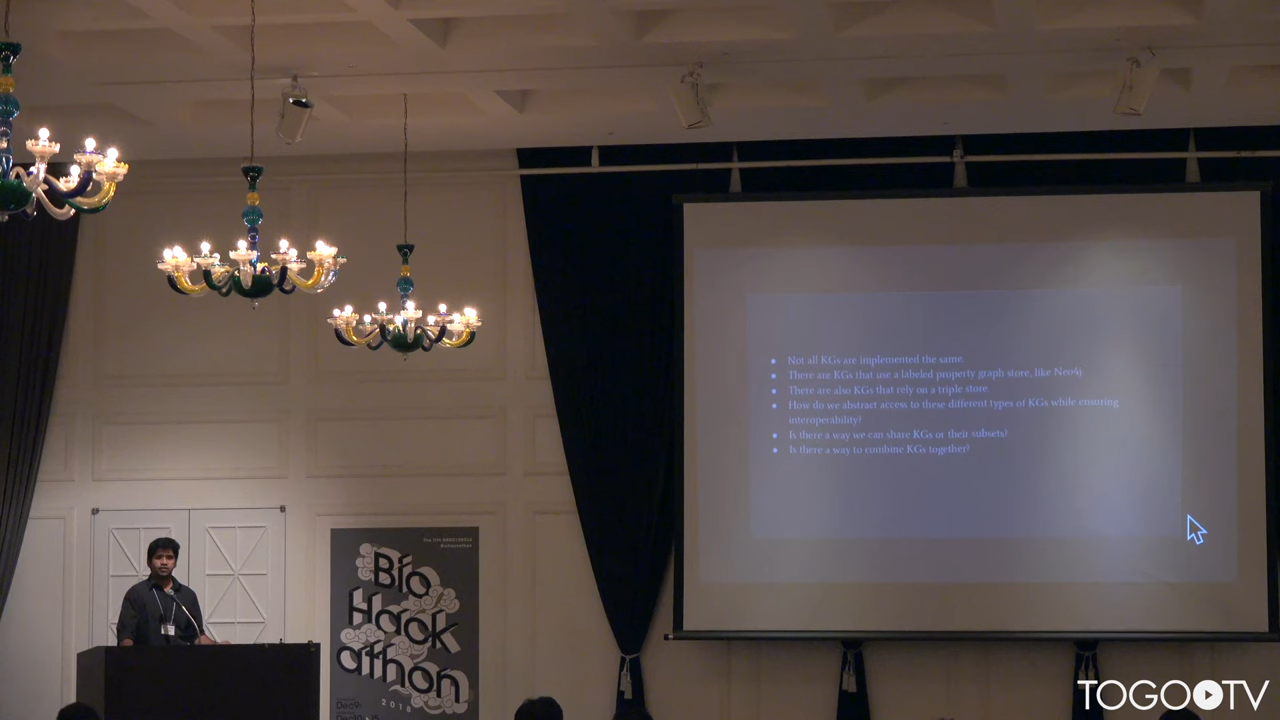 ● Not all KGs are implemented the same.
● There are KGs that use a labeled property graph store, like Neo4j
● There are also KGs that rely on a triple store.
● How do we abstract access to these different types of KGs while ensuring
interoperability?
● Is there a way we can share KGs or their subsets?
● Is there a way to combine KGs together?
Bio
Hack
athon
2018
Dec9
TOGOTV